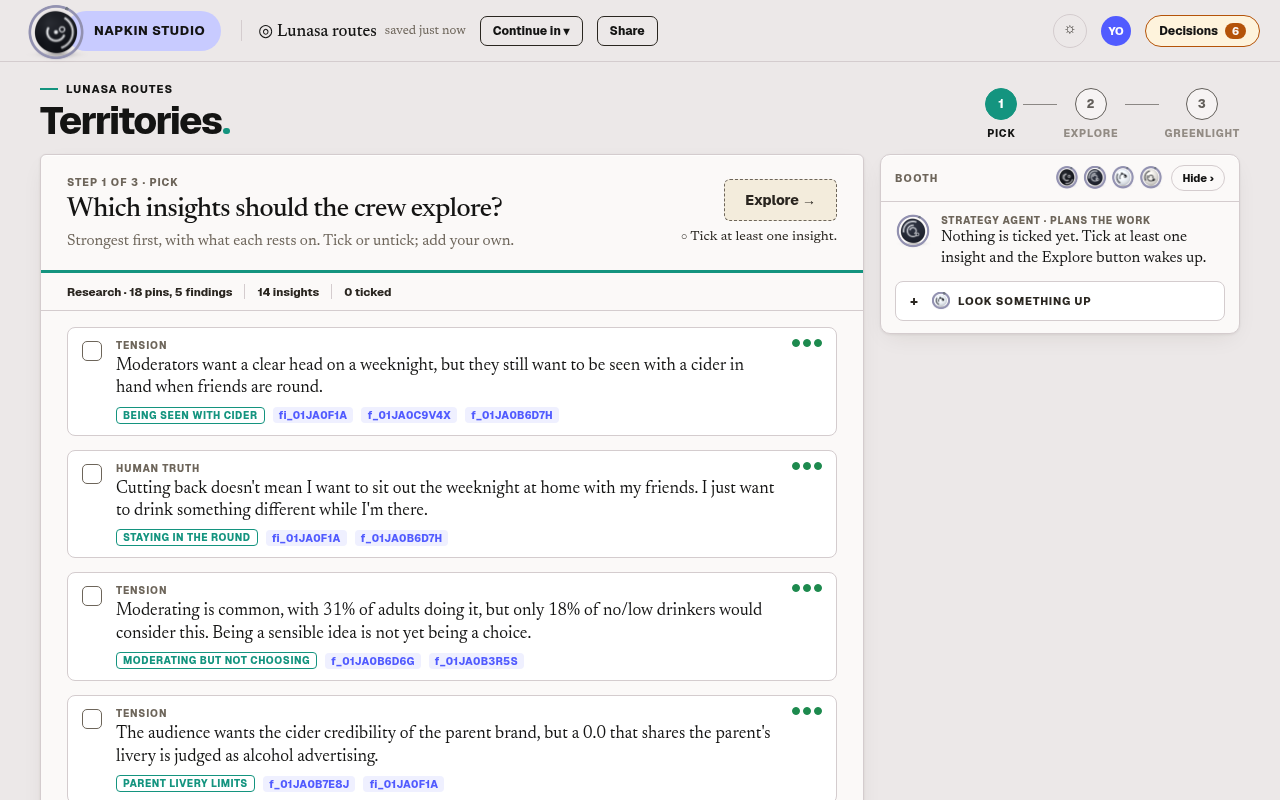 NAPKIN STUDIO
◎ Lunasa routes saved just now
Continue in ▾
Share
YO
Decisions 6
LUNASA ROUTES
Territories.
1
2
3
PICK
EXPLORE
GREENLIGHT
STEP 1 OF 3 · PICK
Which insights should the crew explore?
Strongest first, with what each rests on. Tick or untick; add your own.
Explore →
○ Tick at least one insight.
Research · 18 pins, 5 findings
14 insights
0 ticked
TENSION
Moderators want a clear head on a weeknight, but they still want to be seen with a cider in
hand when friends are round.
BEING SEEN WITH CIDER fi_01JA0F1A f_01JA0C9V4X f_01JA0B6D7H
HUMAN TRUTH
Cutting back doesn't mean I want to sit out the weeknight at home with my friends. I just want
to drink something different while I'm there.
STAYING IN THE ROUND fi_01JA0F1A f_01JA0B6D7H
TENSION
Moderating is common, with 31% of adults doing it, but only 18% of no/low drinkers would
consider this. Being a sensible idea is not yet being a choice.
MODERATING BUT NOT CHOOSING f_01JA0B6D6G f_01JA0B3R5S
TENSION
The audience wants the cider credibility of the parent brand, but a 0.0 that shares the parent's
livery is judged as alcohol advertising.
PARENT LIVERY LIMITS f_01JA0B7E8J fi_01JA0F1A
BOOTH
Hide ›
STRATEGY AGENT · PLANS THE WORK
Nothing is ticked yet. Tick at least one
insight and the Explore button wakes up.
+ LOOK SOMETHING UP